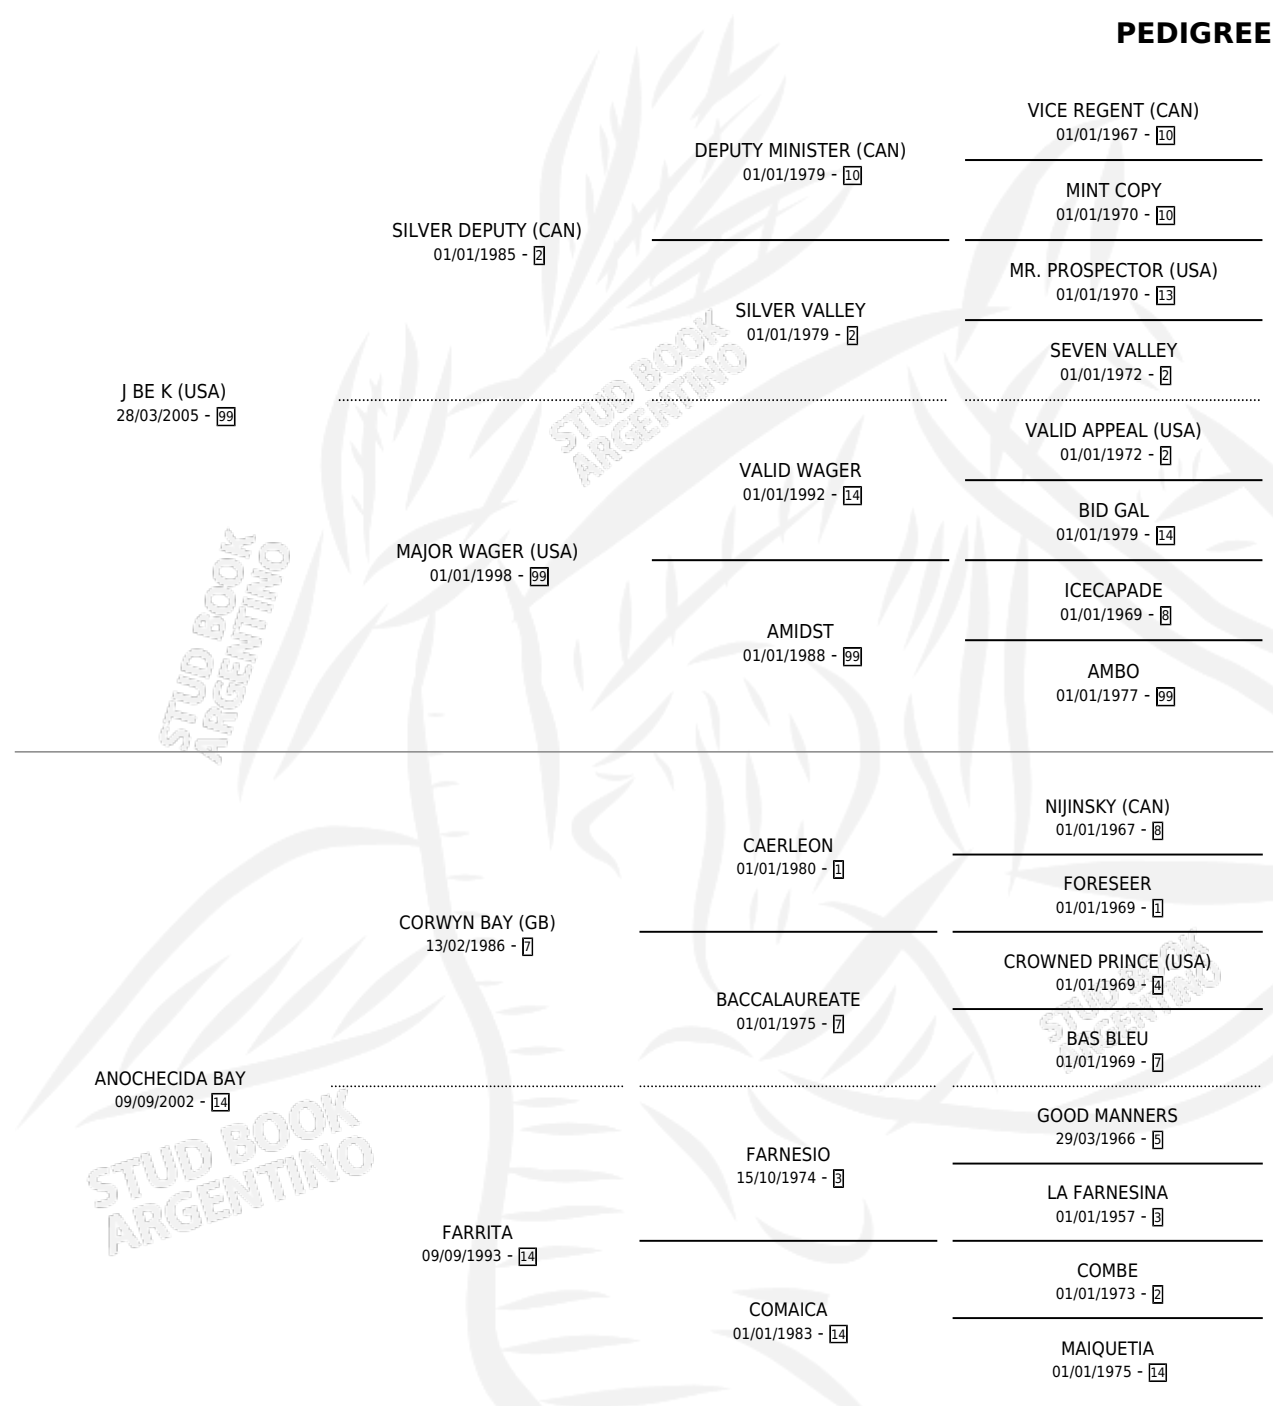 PEDIGREE
VICE REGENT (CAN)
01/01/1967 - 10
DEPUTY MINISTER (CAN)
01/01/1979 - 10
MINT COPY
01/01/1970 - 10
SILVER DEPUTY (CAN)
01/01/1985 - 2
MR. PROSPECTOR (USA)
01/01/1970 - 13
SILVER VALLEY
01/01/1979 - 2
SEVEN VALLEY
01/01/1972 - 2
J BE K (USA)
28/03/2005 - 99
VALID APPEAL (USA)
01/01/1972 - 2
VALID WAGER
01/01/1992 - 14
BID GAL
01/01/1979 - 14
MAJOR WAGER (USA)
01/01/1998 - 99
ICECAPADE
01/01/1969 - 8
AMIDST
01/01/1988 - 99
AMBO
01/01/1977 - 99
NIJINSKY (CAN)
01/01/1967 - 8
CAERLEON
01/01/1980 - 1
FORESEER
01/01/1969 - 1
CORWYN BAY (GB)
13/02/1986 - 7
CROWNED PRINCE (USA)
01/01/1969 - 4
BACCALAUREATE
01/01/1975 - 7
BAS BLEU
01/01/1969 - 7
ANOCHECIDA BAY
09/09/2002 - 14
GOOD MANNERS
29/03/1966 - 5
FARNESIO
15/10/1974 - 3
LA FARNESINA
01/01/1957 - 3
FARRITA
09/09/1993 - 14
COMBE
01/01/1973 - 2
COMAICA
01/01/1983 - 14
MAIQUETIA
01/01/1975 - 14
STUD BOOK
ARGENTINO
STUD BOOK
ARGENTINO
STUD BOOK
ARGENTINO
STUD BOOK
ARGENTINO